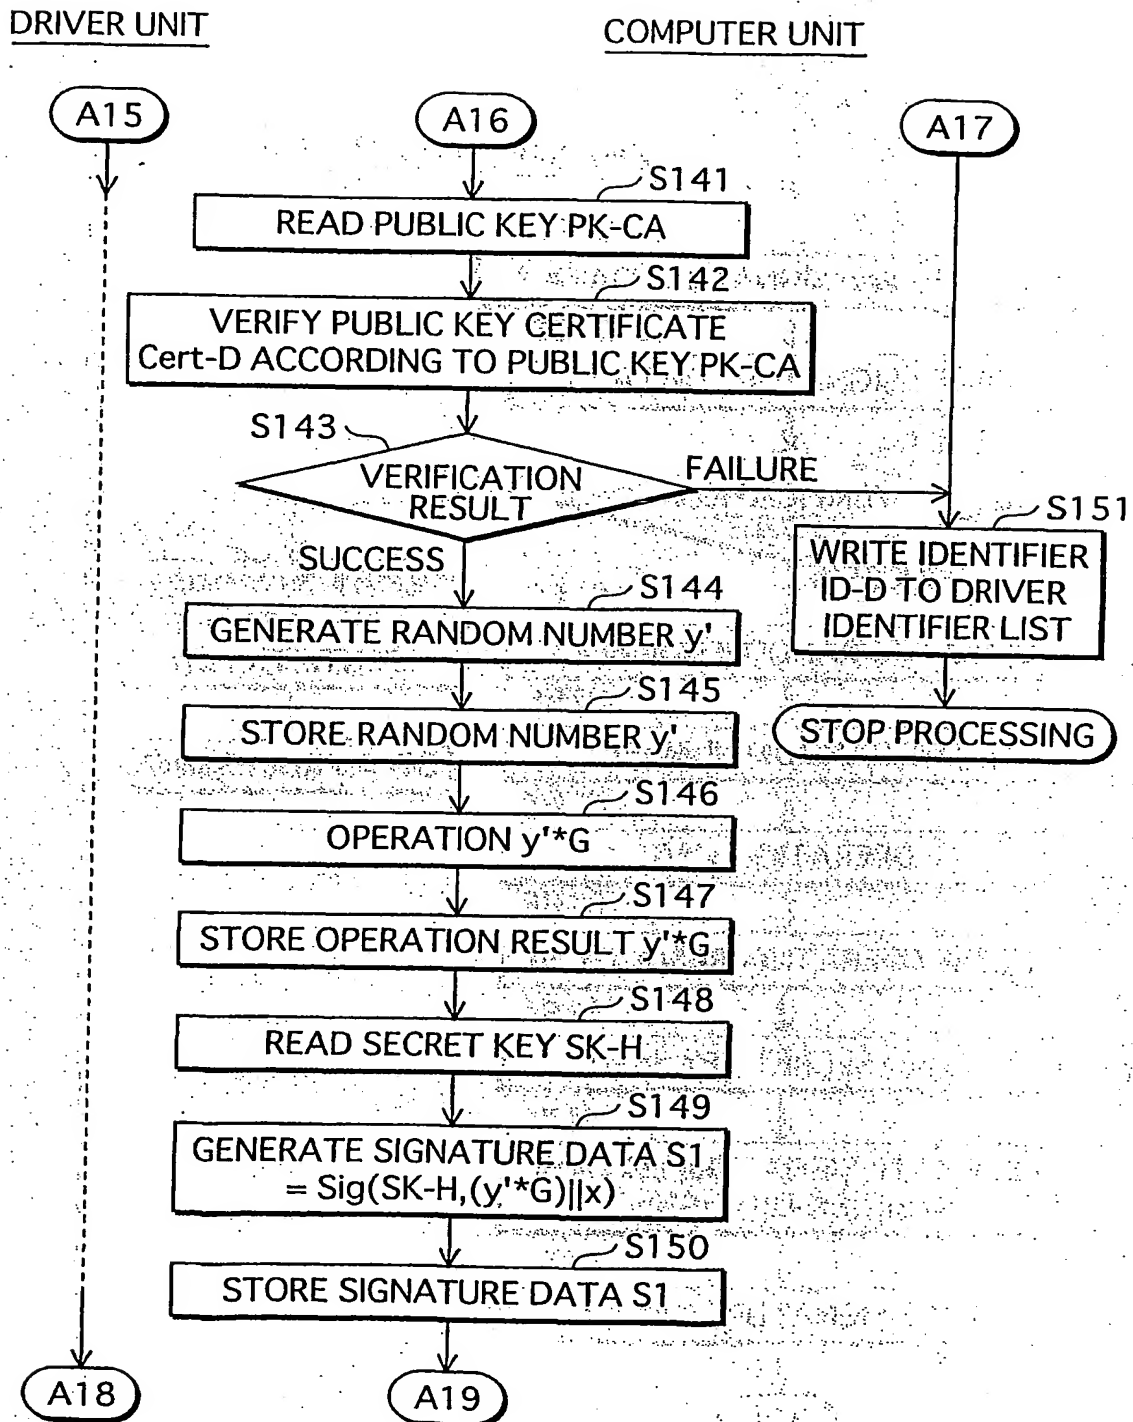 DRIVER UNIT
COMPUTER UNIT
A15
A16
A17
S141
READ PUBLIC KEY PK-CA
S142
VERIFY PUBLIC KEY CERTIFICATE
Cert-D ACCORDING TO PUBLIC KEY PK-CA
S143
VERIFICATION
RESULT
FAILURE
SUCCESS
S151
WRITE IDENTIFIER
ID-D TO DRIVER
IDENTIFIER LIST
STOP PROCESSING
S144
GENERATE RANDOM NUMBER y'
S145
STORE RANDOM NUMBER y'
S146
OPERATION y'*G
S147
STORE OPERATION RESULT y'*G
S148
READ SECRET KEY SK-H
S149
GENERATE SIGNATURE DATA S1
= Sig(SK-H,(y'*G)||x)
S150
STORE SIGNATURE DATA S1
A18
A19